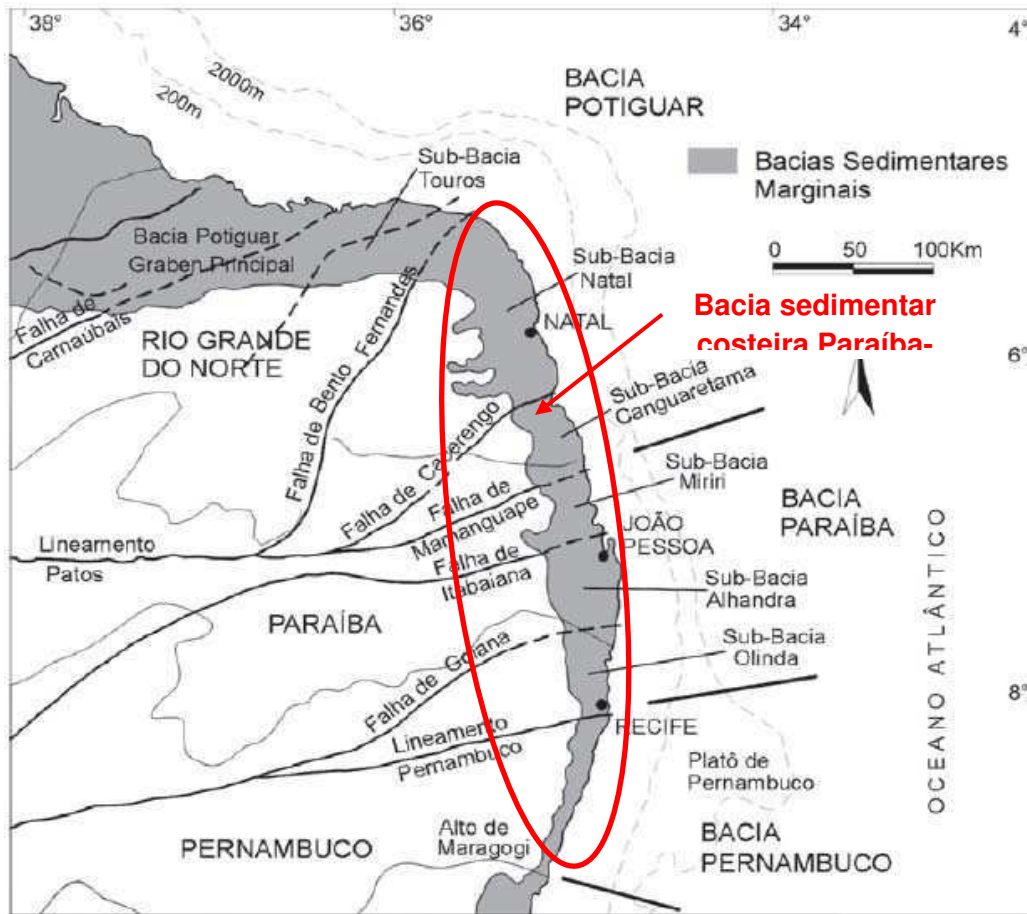 38°
36°
34°
4°
2000m
200m
BACIA
POTIGUAR
Sub-Bacia
Touros
Bacias Sedimentares
Marginais
0 50 100Km
Bacia Potiguar
Graben Principal
Sub-Bacia
Natal
NATAL
Bacia sedimentar
costeira Paraíba-
Falha de
Carnaúbais
RIO GRANDE
DO NORTE
Falha de Bento Fernandes
6°
Sub-Bacia
Canguaretama
Falha de Cacerengo
Falha de
Mamanguape
Sub-Bacia
Miriri
BACIA
PARAÍBA
JOÃO
PESSOA
Lineamento
Patos
Falha de
Itabaiana
Sub-Bacia
Alhandra
PARAÍBA
Sub-Bacia
Olinda
Falha de Goiana
8°
RECIFE
Lineamento
Pernambuco
Platô de
Pernambuco
OCEANO ATLÂNTICO
PERNAMBUCO
Alto de
Maragogi
BACIA
PERNAMBUCO